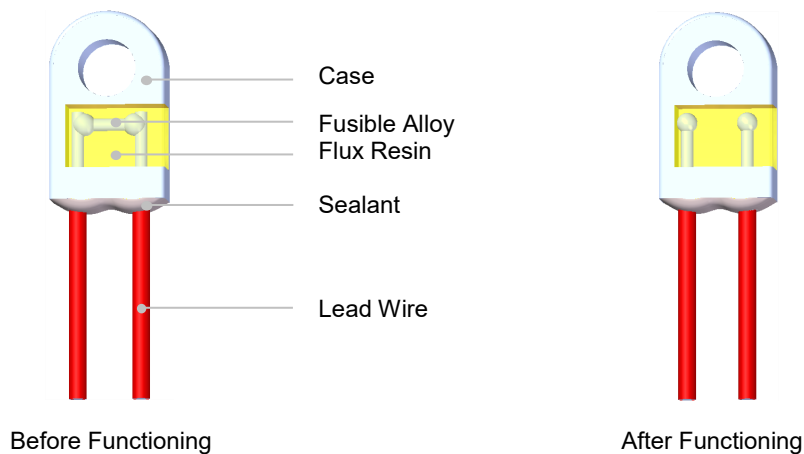 Case
Fusible Alloy
Flux Resin
Sealant
Lead Wire
Before Functioning
After Functioning